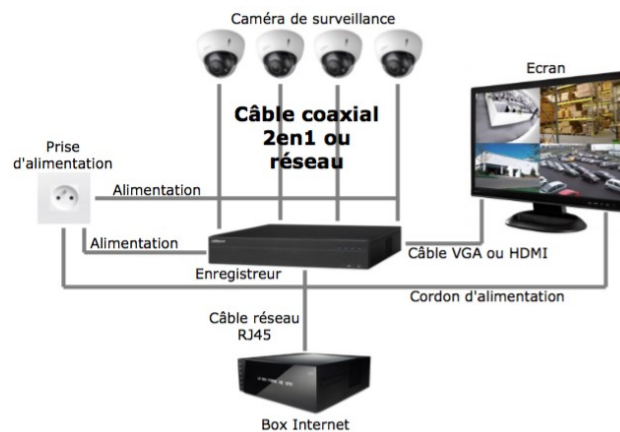 Caméra de surveillance
Ecran
Câble coaxial
2en1 ou
réseau
Prise
d'alimentation
Alimentation
Alimentation
Câble VGA ou HDMI
Enregistreur
Cordon d'alimentation
Câble réseau
RJ45
Box Internet